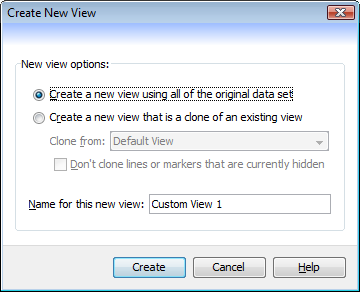 Create New View
New view options:
Create a new view using all of the original data set
Create a new view that is a clone of an existing view
Clone from: Default View
Don't clone lines or markers that are currently hidden
Name for this new view: Custom View 1
Create Cancel Help